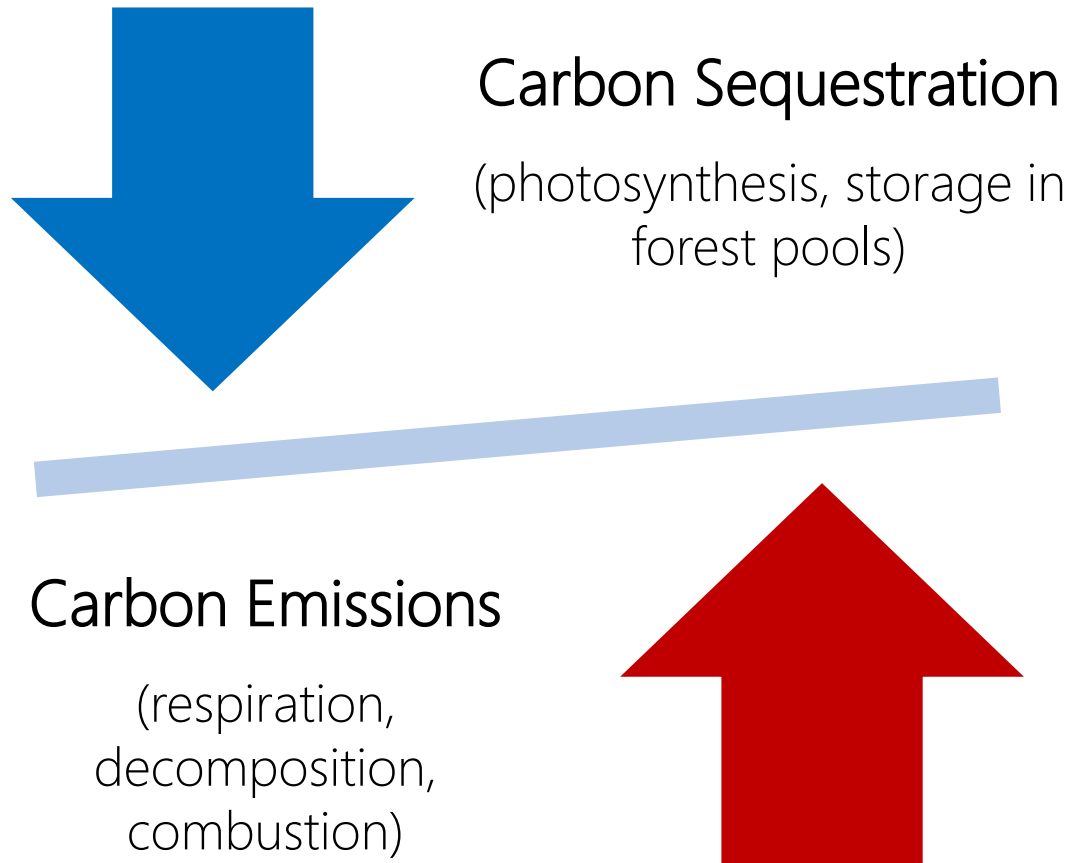 Carbon Sequestration
(photosynthesis, storage in
forest pools)
Carbon Emissions
(respiration,
decomposition,
combustion)